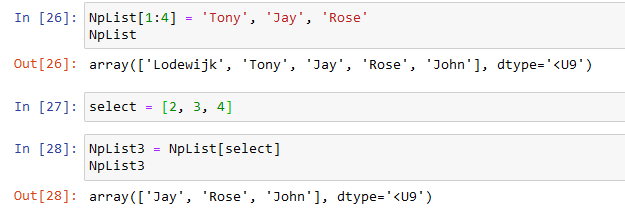 In [26]: NpList[1:4] = 'Tony', 'Jay', 'Rose'
NpList
Out[26]: array(['Lodewijk', 'Tony', 'Jay', 'Rose', 'John'], dtype='<U9')
In [27]: select = [2, 3, 4]
In [28]: NpList3 = NpList[select]
NpList3
Out[28]: array(['Jay', 'Rose', 'John'], dtype='<U9')